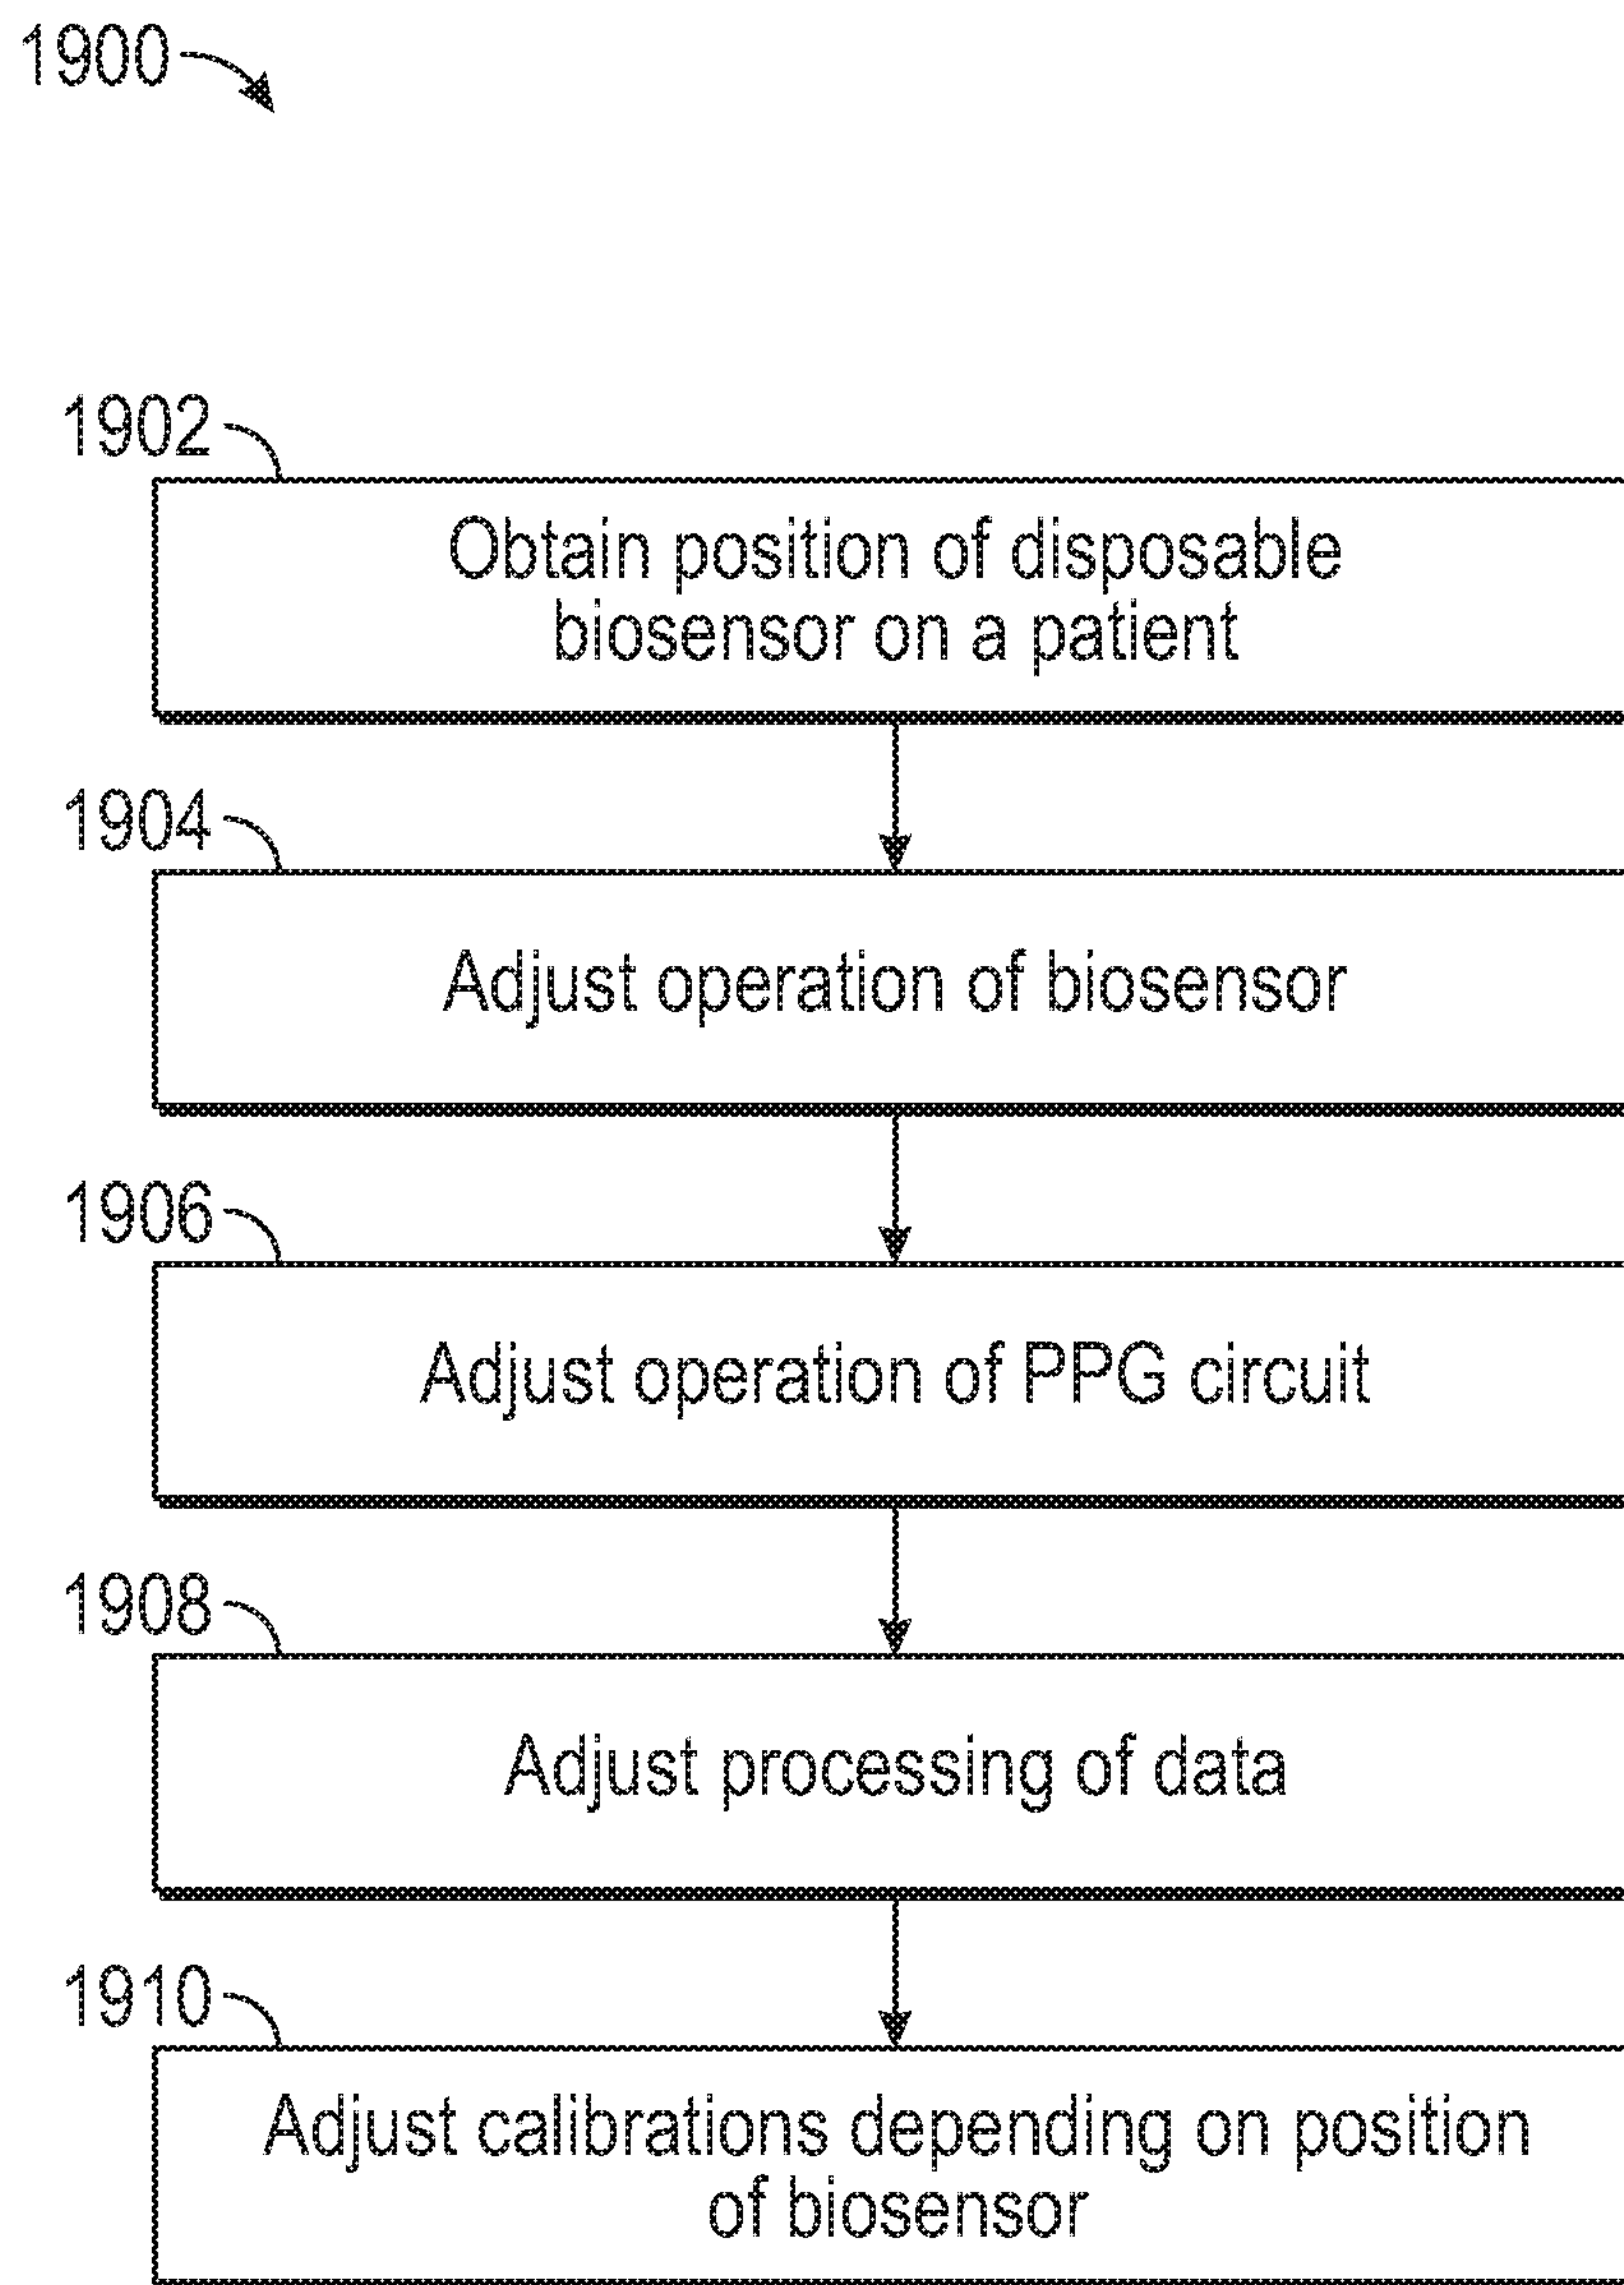 1900
1902
Obtain position of disposable
biosensor on a patient
1904
Adjust operation of biosensor
1906
Adjust operation of PPG circuit
1908
Adjust processing of data
1910
Adjust calibrations depending on position
of biosensor